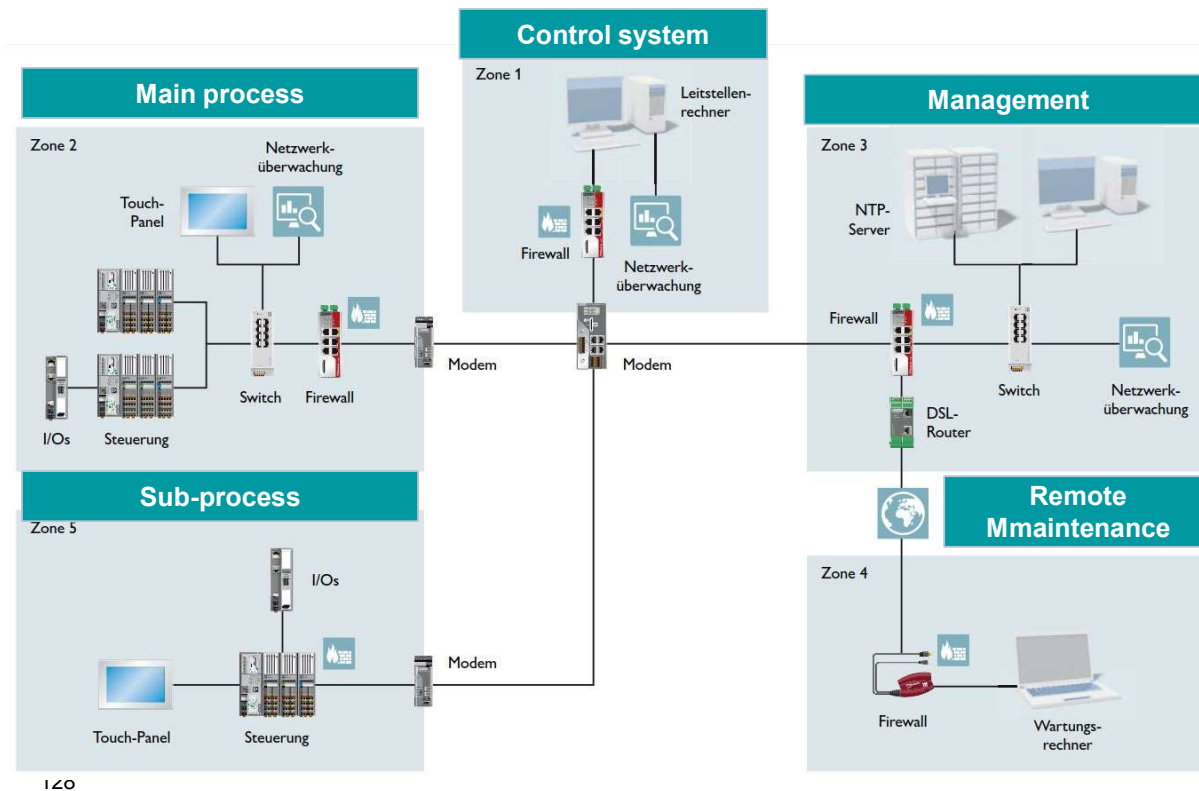 Control system
Zone 1
Leitstellen-
rechner
Firewall
Netzwerk-
überwachung
Main process
Zone 2
Netzwerk-
überwachung
Touch-
Panel
I/Os
Steuerung
Switch
Firewall
Modem
Modem
Management
Zone 3
NTP-
Server
Firewall
Switch
Netzwerk-
überwachung
DSL-
Router
Sub-process
Zone 5
I/Os
Touch-Panel
Steuerung
Modem
Remote
Mmaintenance
Zone 4
Firewall
Wartungs-
rechner
128